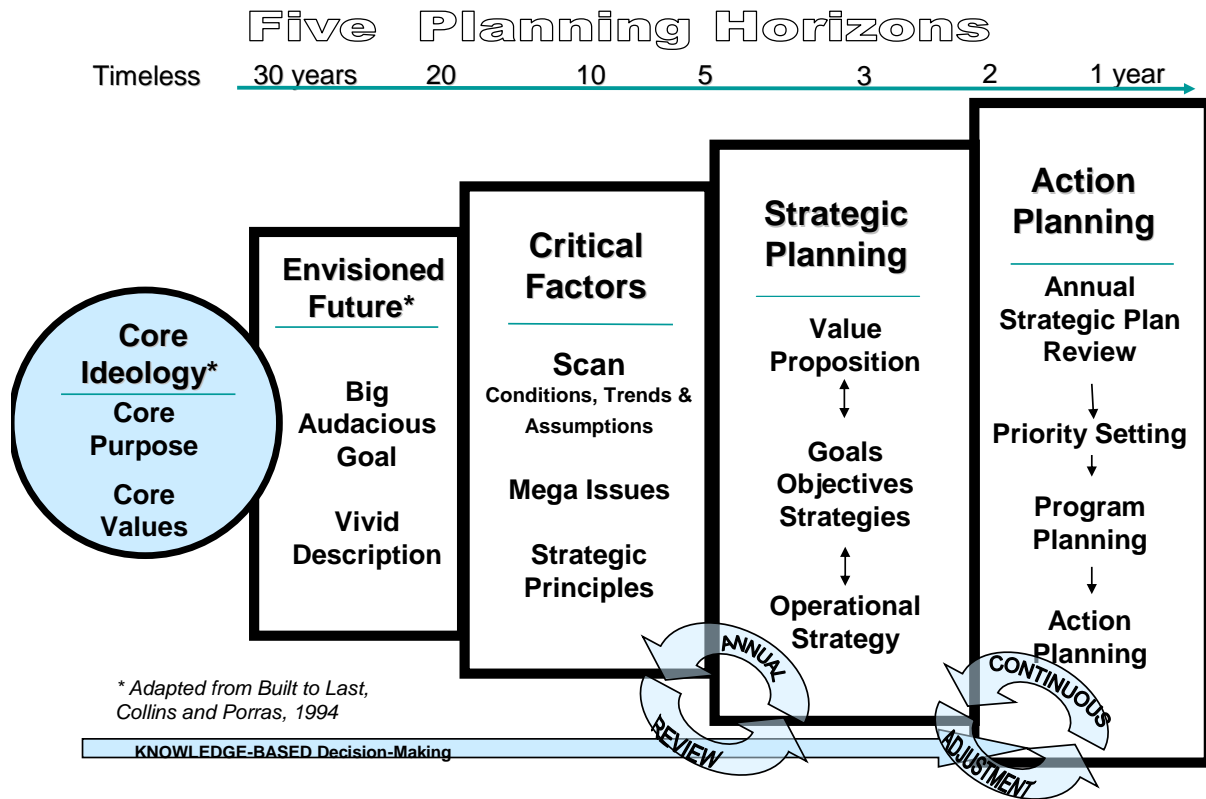 Five Planning Horizons
Timeless 30 years 20 10 5 3 2 1 year
Core
Ideology*
Core
Purpose
Core
Values
Envisioned
Future*
Big
Audacious
Goal
Vivid
Description
Critical
Factors
Scan
Conditions, Trends &
Assumptions
Mega Issues
Strategic
Principles
Strategic
Planning
Value
Proposition
Goals
Objectives
Strategies
Operational
Strategy
Action
Planning
Annual
Strategic Plan
Review
Priority Setting
Program
Planning
Action
Planning
ANNUAL
REVIEW
CONTINUOUS
ADJUSTMENT
* Adapted from Built to Last,
Collins and Porras, 1994
KNOWLEDGE-BASED Decision-Making